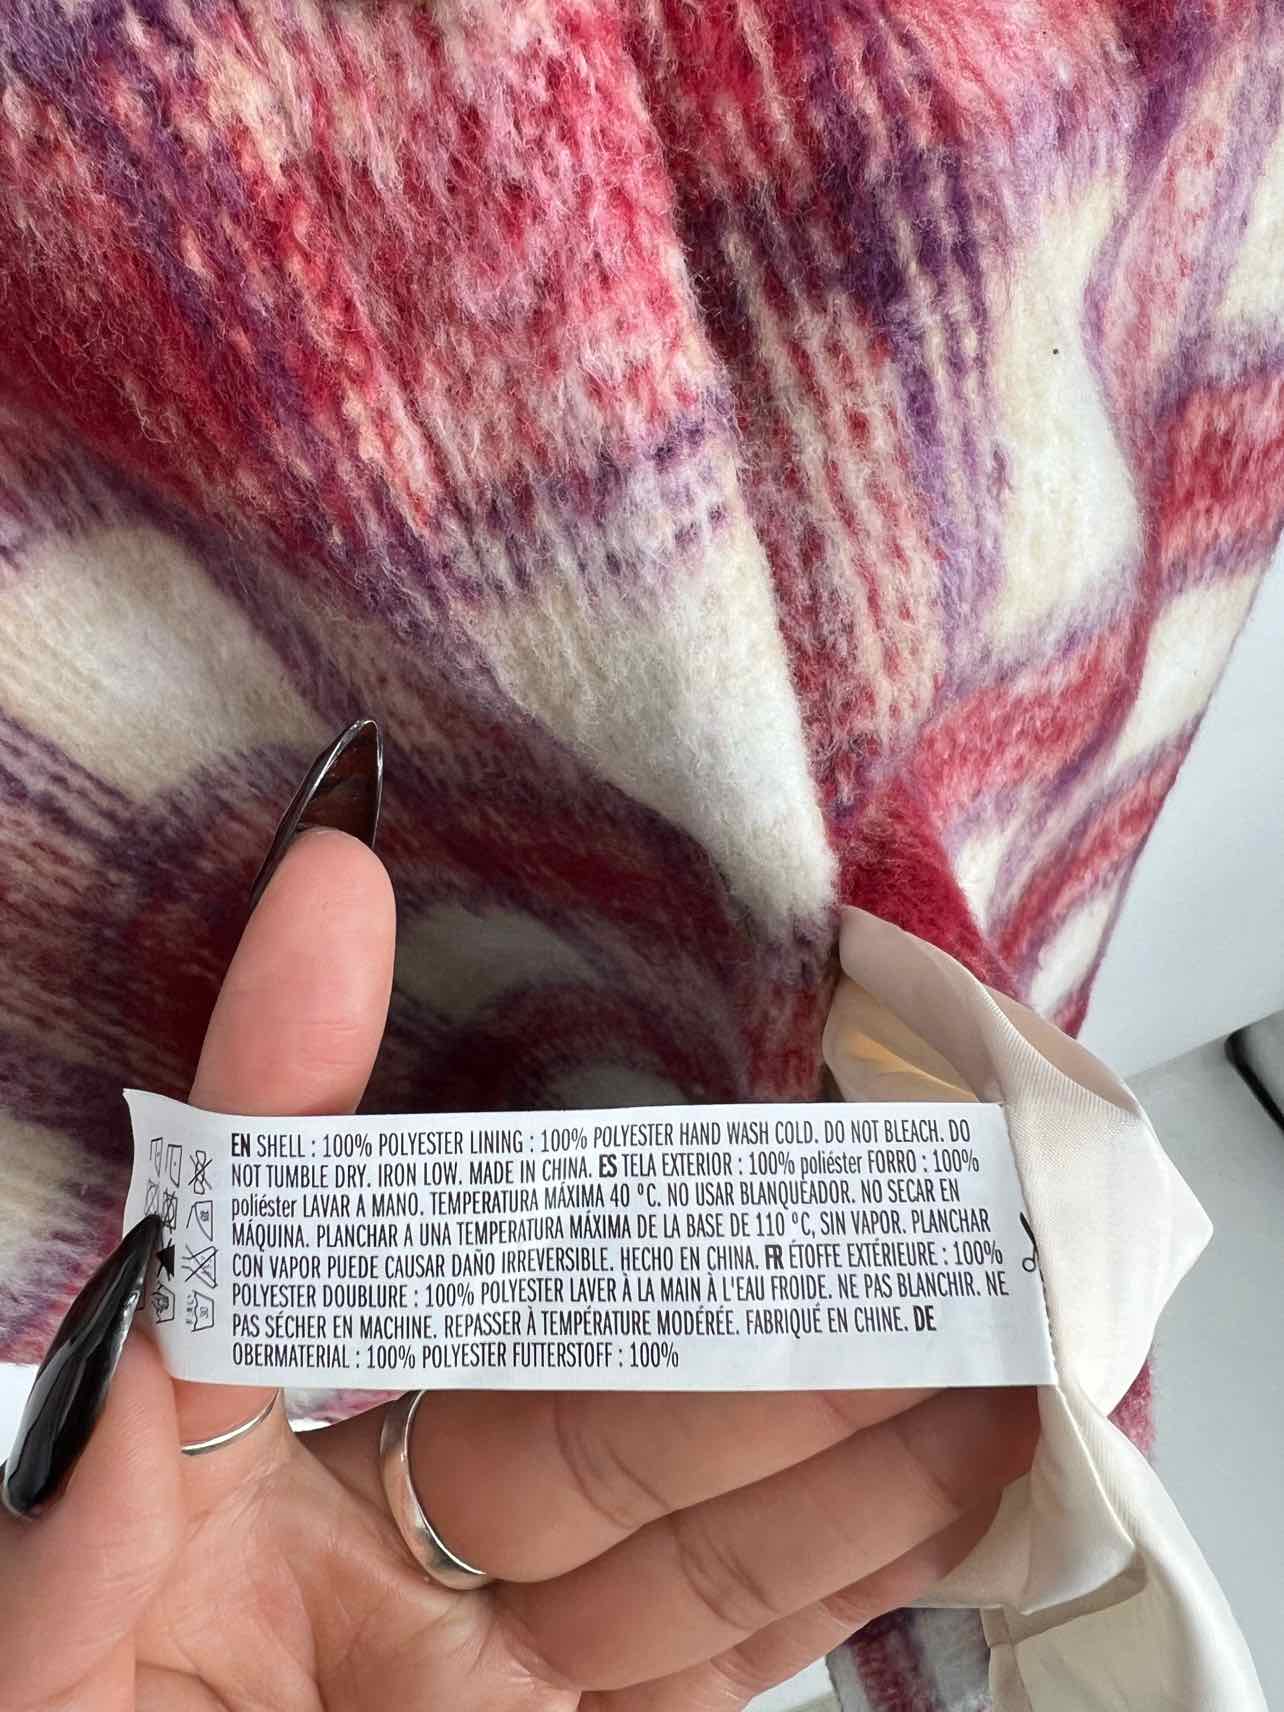 EN SHELL : 100% POLYESTER LINING : 100% POLYESTER HAND WASH COLD. DO NOT BLEACH. DO
NOT TUMBLE DRY. IRON LOW. MADE IN CHINA. ES TELA EXTERIOR : 100% poliéster FORRO : 100%
poliéster LAVAR A MANO. TEMPERATURA MÁXIMA 40 ºC. NO USAR BLANQUEADOR. NO SECAR EN
MÁQUINA. PLANCHAR A UNA TEMPERATURA MÁXIMA DE LA BASE DE 110 ºC, SIN VAPOR. PLANCHAR
CON VAPOR PUEDE CAUSAR DAÑO IRREVERSIBLE. HECHO EN CHINA. FR ÉTOFFE EXTÉRIEURE : 100%
POLYESTER DOUBLURE : 100% POLYESTER LAVER À LA MAIN À L'EAU FROIDE. NE PAS BLANCHIR. NE
PAS SÉCHER EN MACHINE. REPASSER À TEMPÉRATURE MODÉRÉE. FABRIQUÉ EN CHINE. DE
OBERMATERIAL : 100% POLYESTER FUTTERSTOFF : 100%